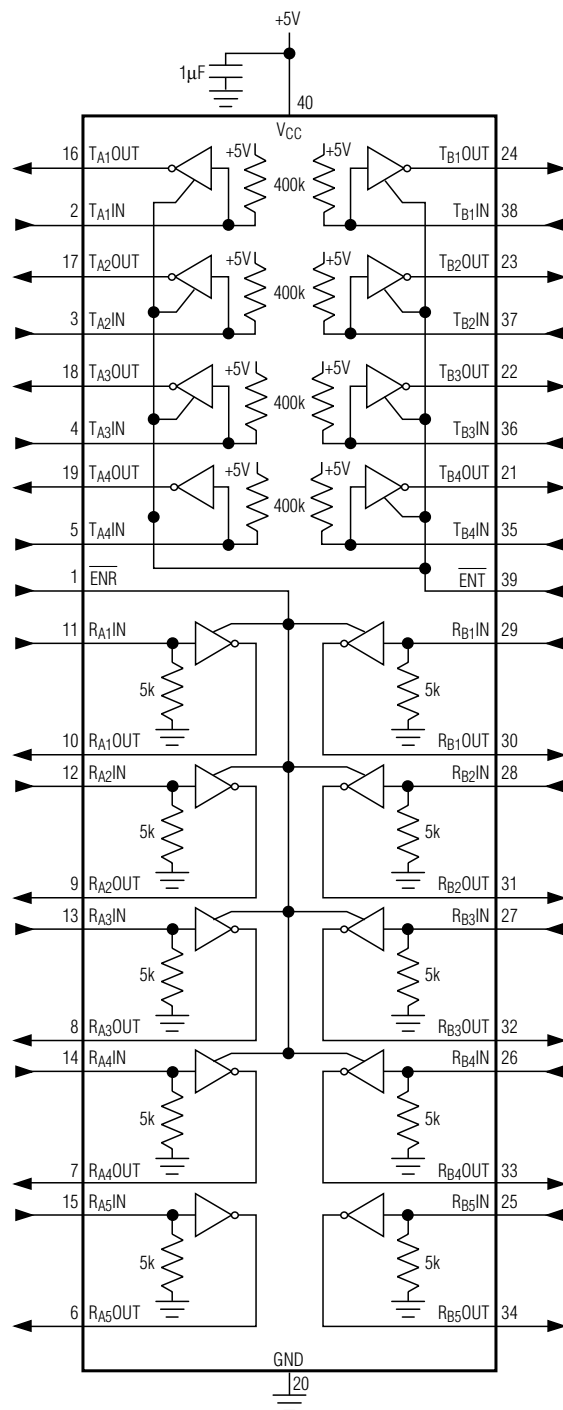 +5V
1µF
40
VCC
16 TA1OUT +5V +5V TB1OUT 24
400k
2 TA1IN TB1IN 38
17 TA2OUT +5V +5V TB2OUT 23
400k
3 TA2IN TB2IN 37
18 TA3OUT +5V +5V TB3OUT 22
400k
4 TA3IN TB3IN 36
19 TA4OUT +5V +5V TB4OUT 21
400k
5 TA4IN TB4IN 35
1 ENR ENT 39
11 RA1IN RB1IN 29
5k 5k
10 RA1OUT RB1OUT 30
12 RA2IN RB2IN 28
5k 5k
9 RA2OUT RB2OUT 31
13 RA3IN RB3IN 27
5k 5k
8 RA3OUT RB3OUT 32
14 RA4IN RB4IN 26
5k 5k
7 RA4OUT RB4OUT 33
15 RA5IN RB5IN 25
5k 5k
6 RA5OUT RB5OUT 34
GND
20